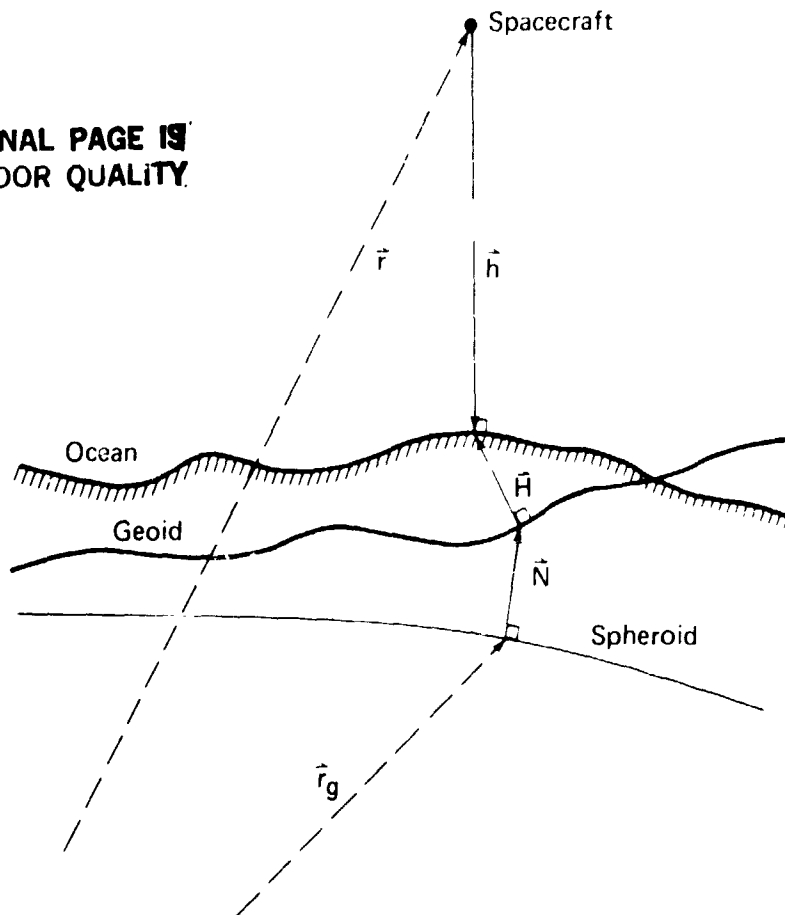 Spacecraft
NAL PAGE IS
OOR QUALITY
r⃗
h⃗
Ocean
H⃗
Geoid
N⃗
Spheroid
r⃗g